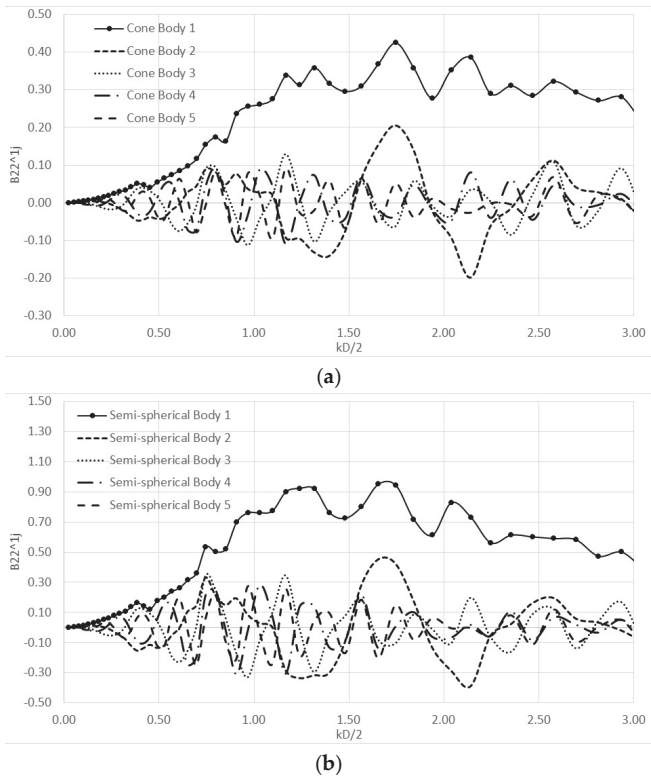 0.50
Cone Body 1
Cone Body 2
Cone Body 3
Cone Body 4
Cone Body 5
0.40
0.30
0.20
0.10
0.00
-0.10
-0.20
-0.30
B22^1j
0.00 0.50 1.00 1.50 2.00 2.50 3.00
kD/2
(a)
1.50
Semi-spherical Body 1
Semi-spherical Body 2
Semi-spherical Body 3
Semi-spherical Body 4
Semi-spherical Body 5
1.30
1.10
0.90
0.70
0.50
0.30
0.10
-0.10
-0.30
-0.50
B22^1j
0.00 0.50 1.00 1.50 2.00 2.50 3.00
kD/2
(b)